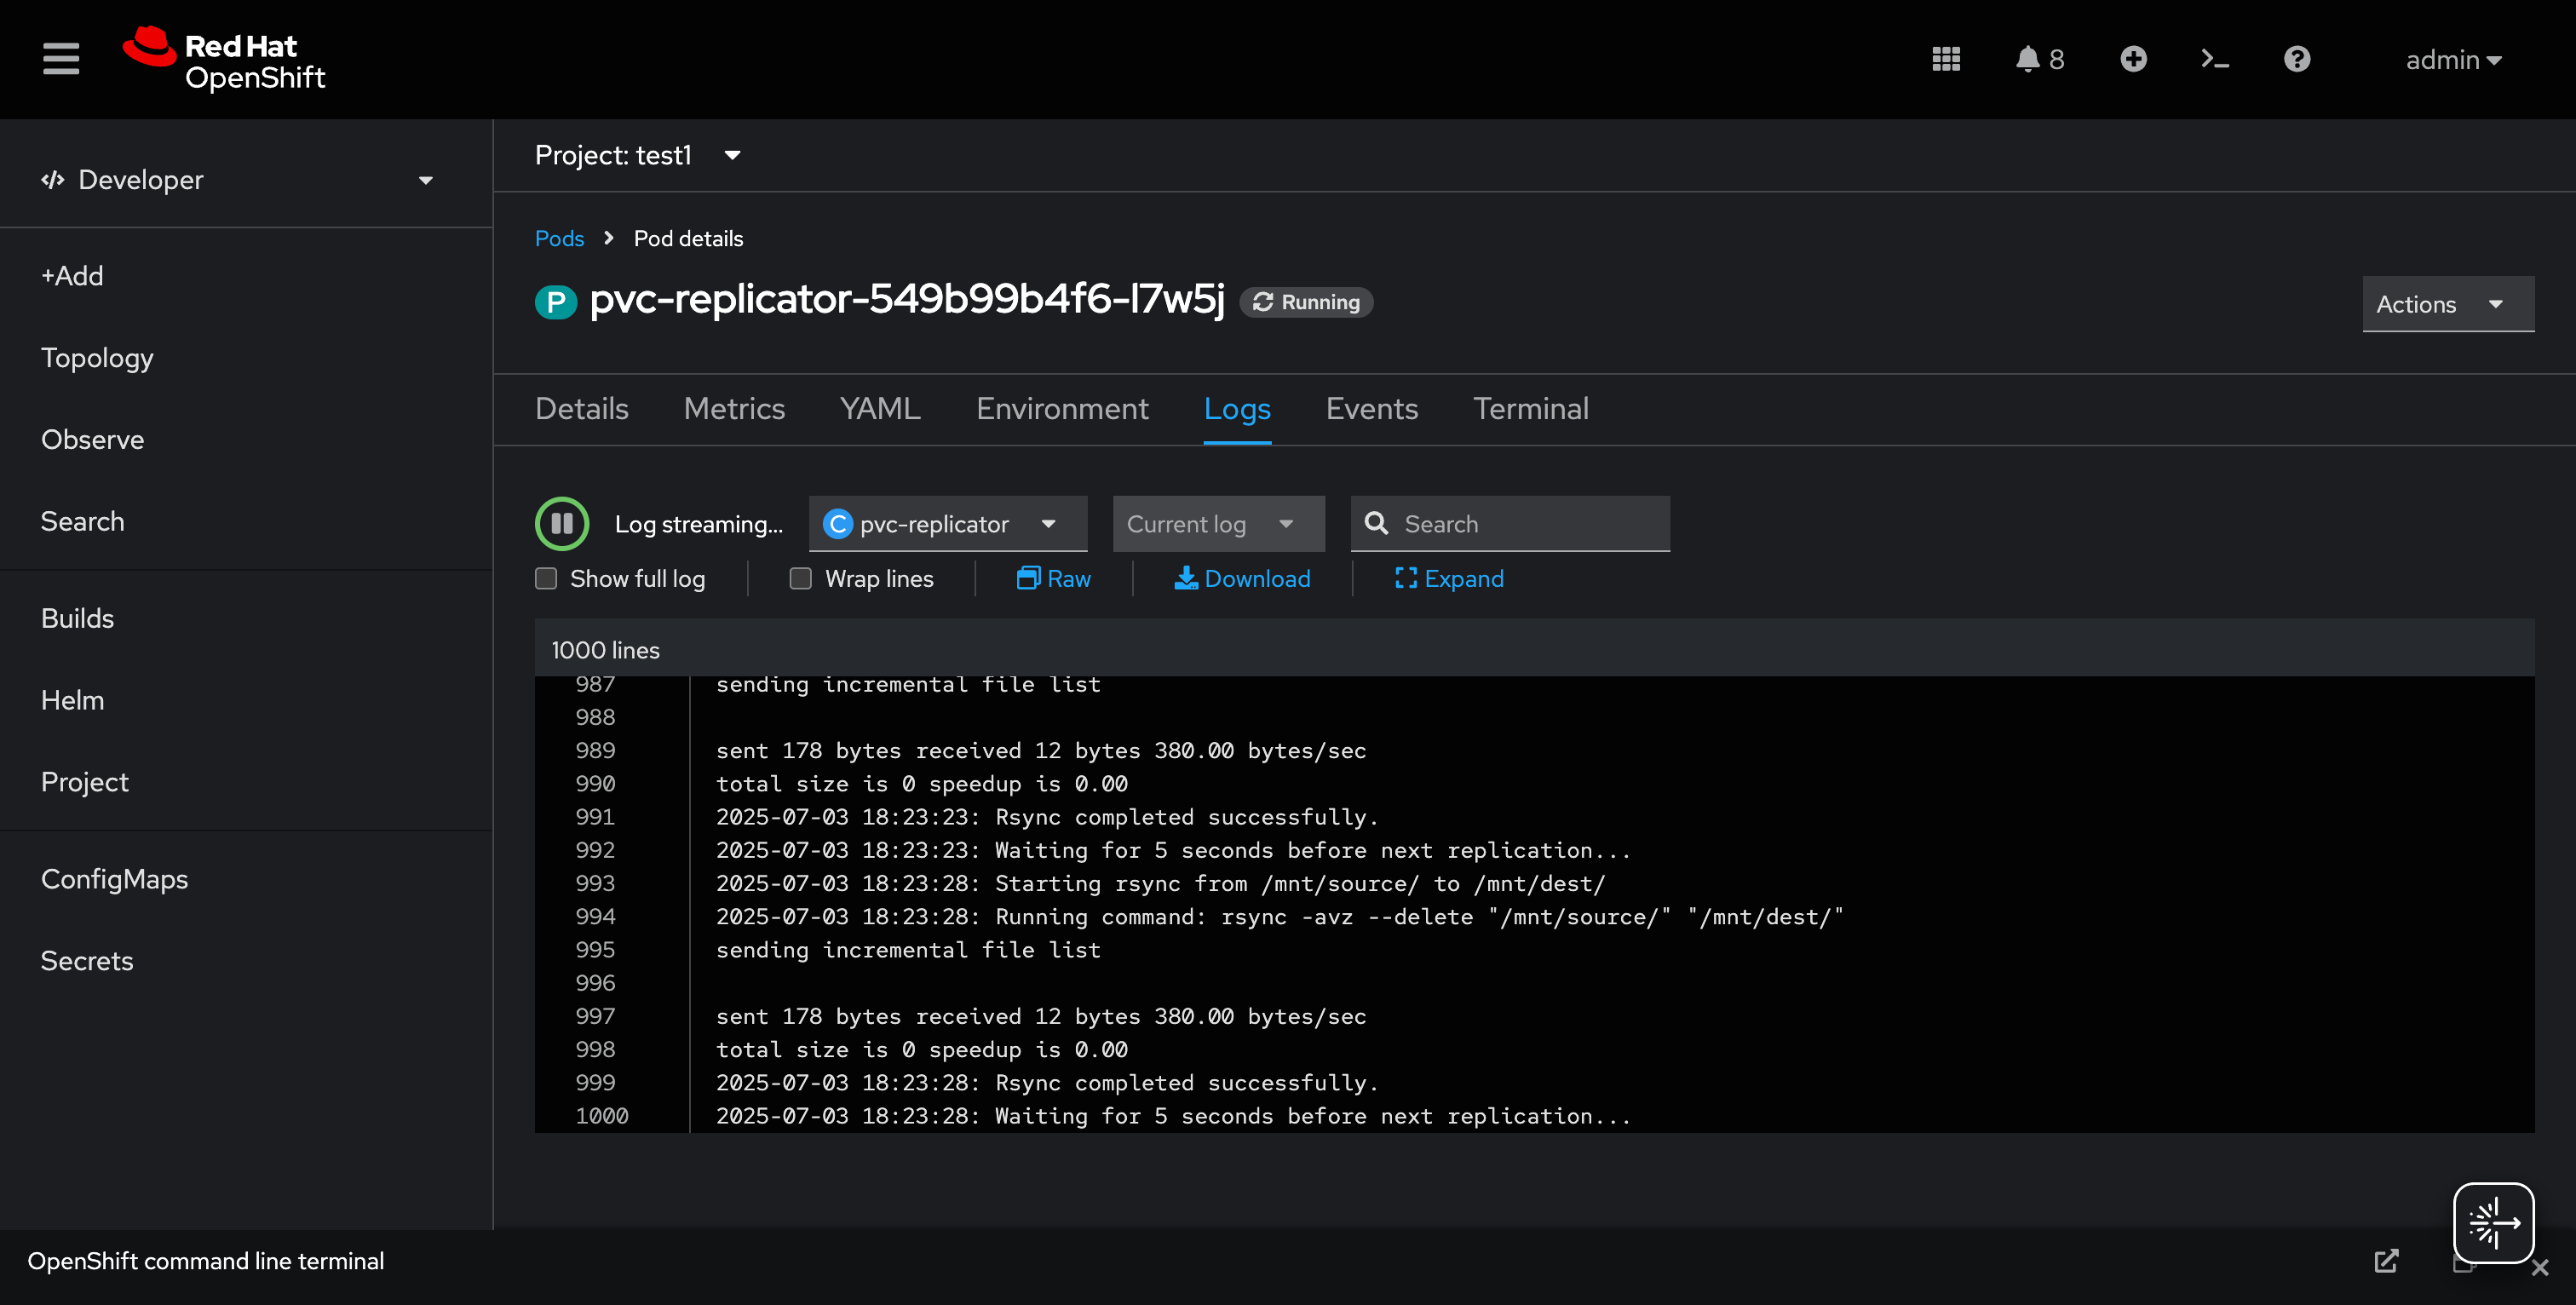 Red Hat
OpenShift
8
admin
Developer
+Add
Topology
Observe
Search
Builds
Helm
Project
ConfigMaps
Secrets
Project: test1
Pods
Pod details
P pvc-replicator-549b99b4f6-l7w5j Running
Actions
Details Metrics YAML Environment Logs Events Terminal
Log streaming... C pvc-replicator Current log Search
Show full log Wrap lines Raw Download Expand
1000 lines
987 sending incremental file list
988
989 sent 178 bytes received 12 bytes 380.00 bytes/sec
990 total size is 0 speedup is 0.00
991 2025-07-03 18:23:23: Rsync completed successfully.
992 2025-07-03 18:23:23: Waiting for 5 seconds before next replication...
993 2025-07-03 18:23:28: Starting rsync from /mnt/source/ to /mnt/dest/
994 2025-07-03 18:23:28: Running command: rsync -avz --delete "/mnt/source/" "/mnt/dest/"
995 sending incremental file list
996
997 sent 178 bytes received 12 bytes 380.00 bytes/sec
998 total size is 0 speedup is 0.00
999 2025-07-03 18:23:28: Rsync completed successfully.
1000 2025-07-03 18:23:28: Waiting for 5 seconds before next replication...
OpenShift command line terminal